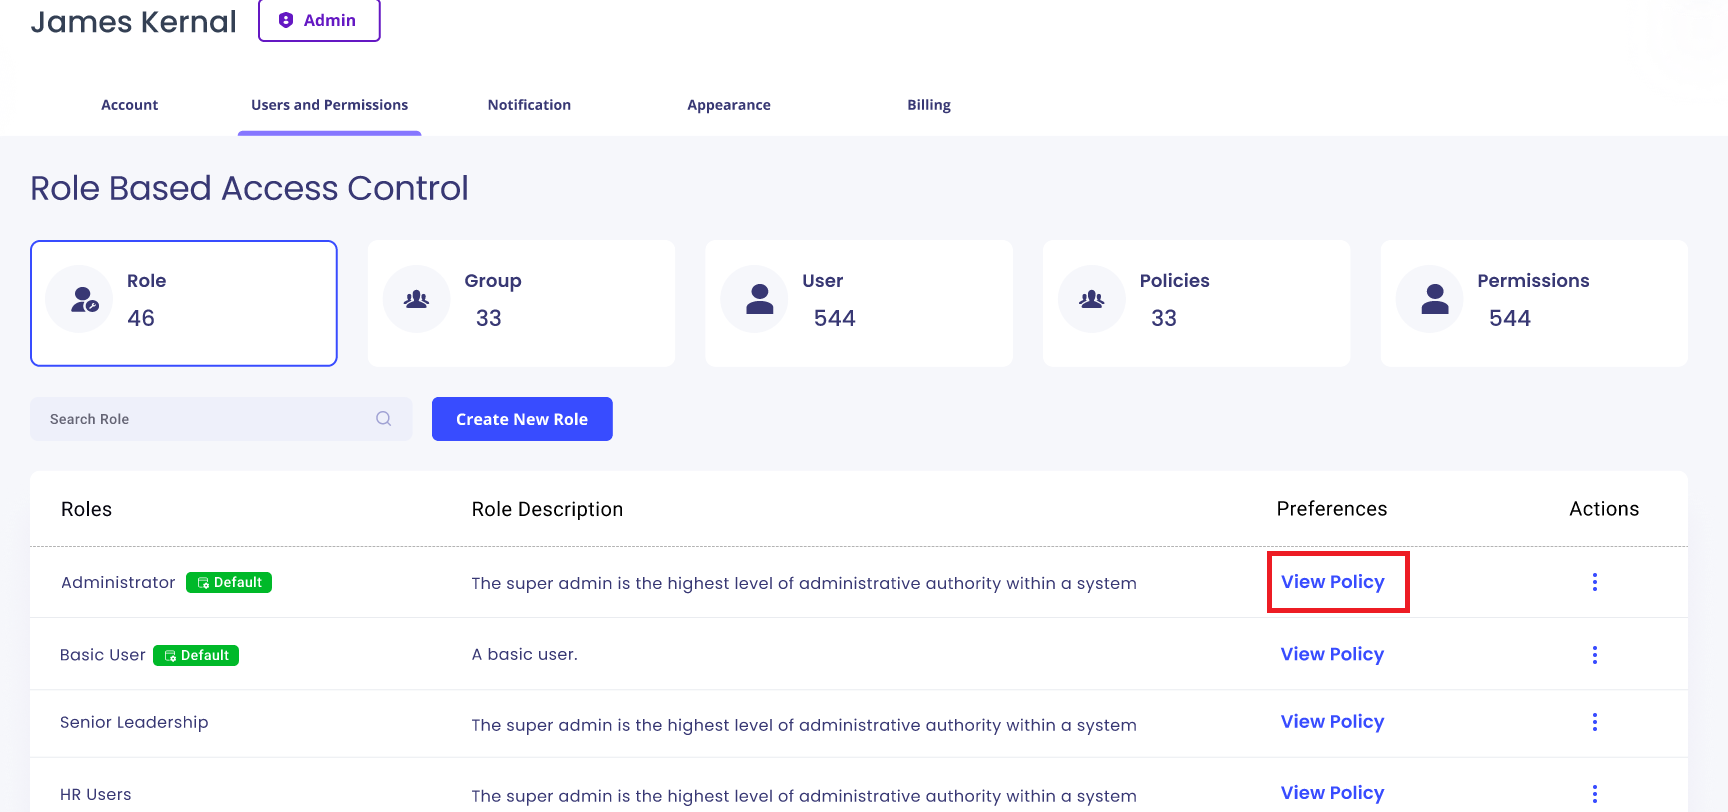 James Kernal Admin
Account Users and Permissions Notification Appearance Billing
Role Based Access Control
Role Group User Policies Permissions
46 33 544 33 544
Search Role Create New Role
Roles Role Description Preferences Actions
Administrator Default The super admin is the highest level of administrative authority within a system View Policy
Basic User Default A basic user. View Policy
Senior Leadership The super admin is the highest level of administrative authority within a system View Policy
HR Users The super admin is the highest level of administrative authority within a system View Policy